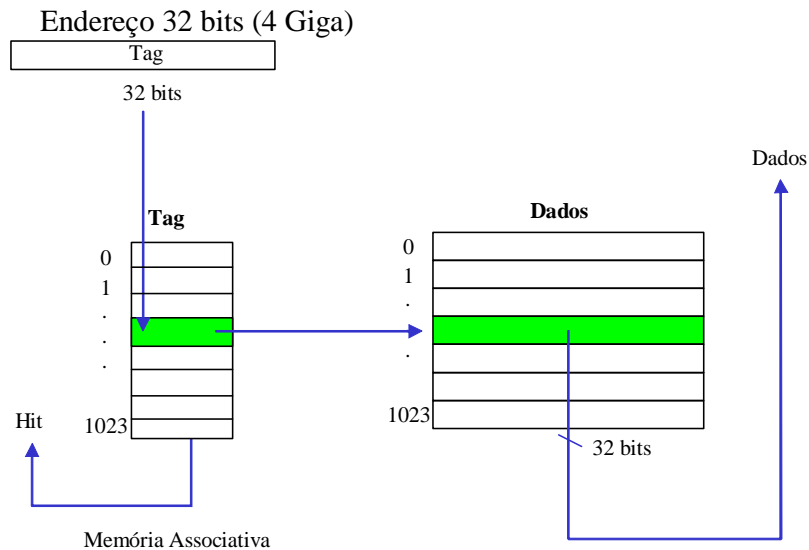 Endereço 32 bits (4 Giga)
Tag
32 bits
Dados
Tag
Dados
0
1
.
.
.
1023
0
1
.
.
1023
Hit
32 bits
Memória Associativa